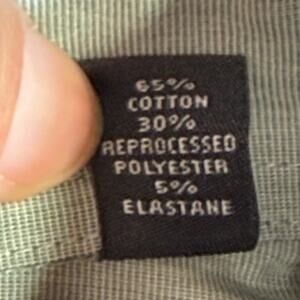 65%
COTTON
30%
REPROCESSED
POLYESTER
5%
ELASTANE